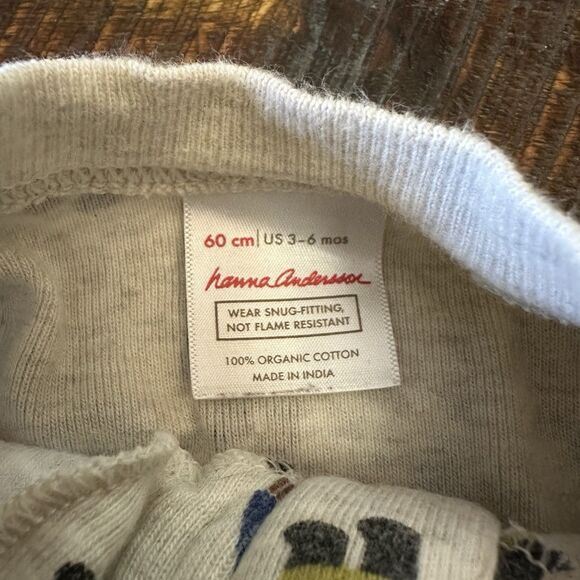 60 cm | US 3-6 mos
hanna andersson
WEAR SNUG-FITTING,
NOT FLAME RESISTANT
100% ORGANIC COTTON
MADE IN INDIA